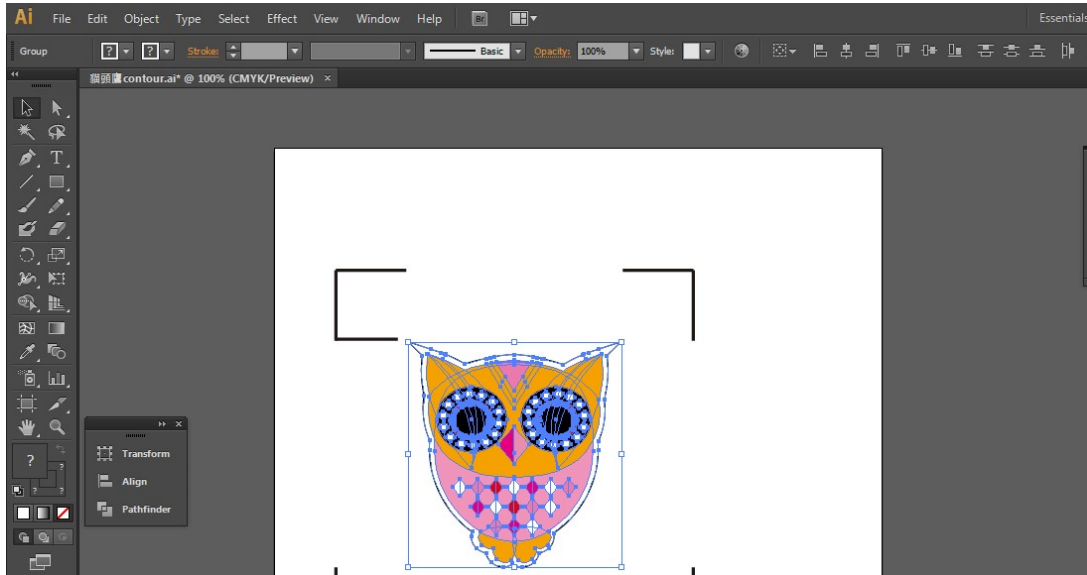 Ai File Edit Object Type Select Effect View Window Help Br Essentials
Group ? ? Stroke: Basic Opacity: 100% Style:
貓頭鷹contour.ai* @ 100% (CMYK/Preview) ×
T
Transform
Align
Pathfinder
?
?
? ?